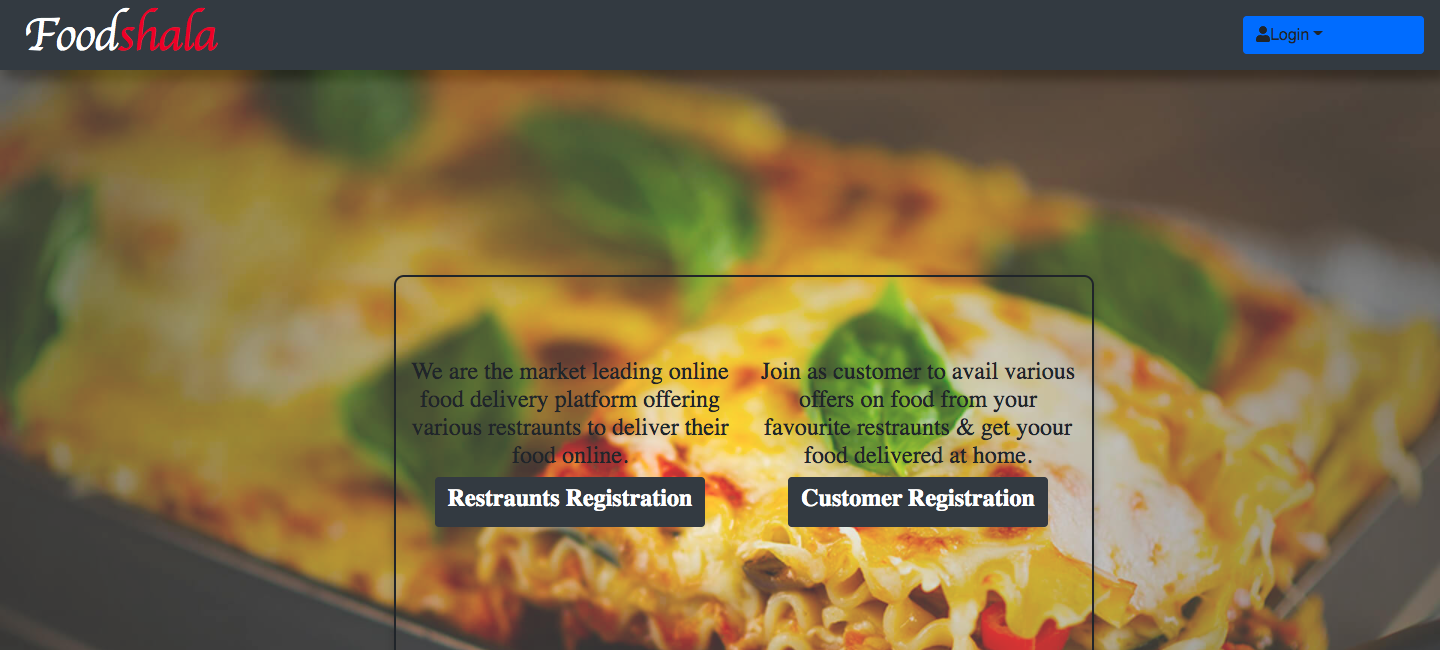 Foodshala
Login
We are the market leading online
food delivery platform offering
various restraunts to deliver their
food online.
Restraunts Registration
Join as customer to avail various
offers on food from your
favourite restraunts & get yoour
food delivered at home.
Customer Registration